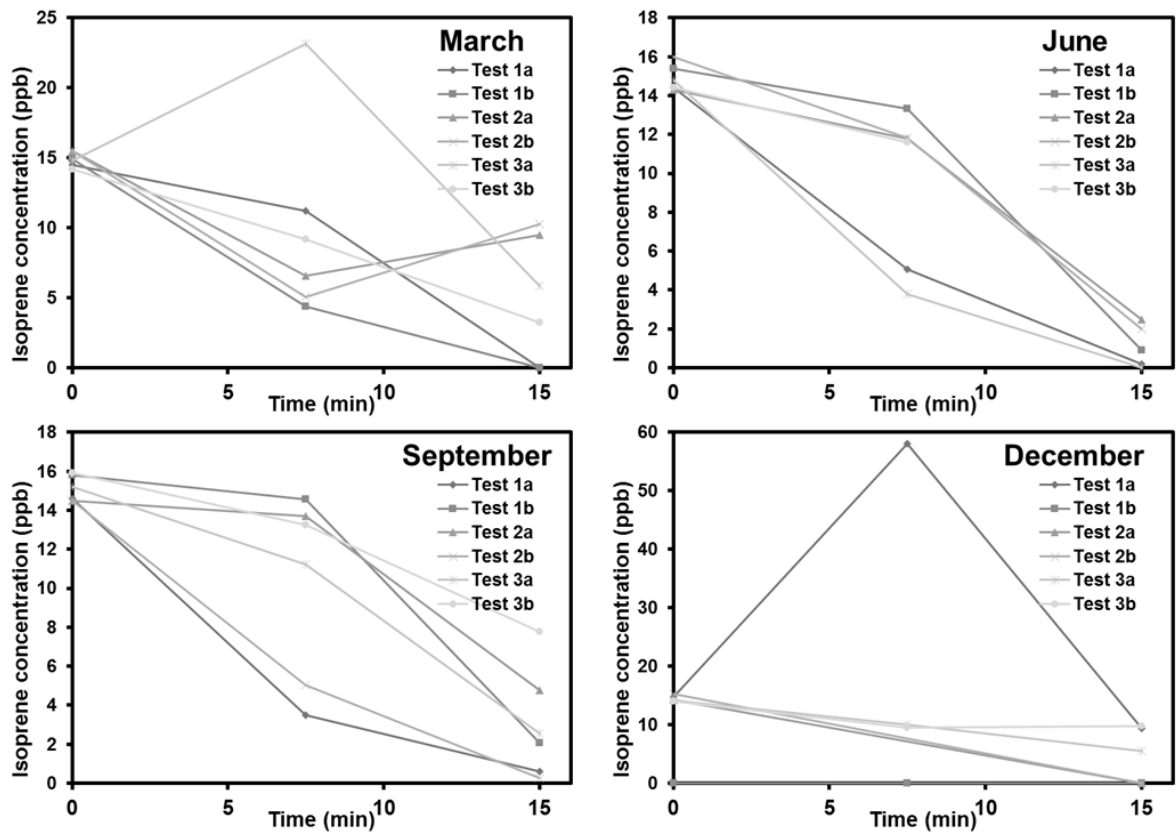 March
Isoprene concentration (ppb)
25
20
15
10
5
0
Test 1a
Test 1b
Test 2a
Test 2b
Test 3a
Test 3b
0
5
10
15
Time (min)
June
Isoprene concentration (ppb)
18
16
14
12
10
8
6
4
2
0
Test 1a
Test 1b
Test 2a
Test 2b
Test 3a
Test 3b
0
5
10
15
Time (min)
September
Isoprene concentration (ppb)
18
16
14
12
10
8
6
4
2
0
Test 1a
Test 1b
Test 2a
Test 2b
Test 3a
Test 3b
0
5
10
15
Time (min)
December
Isoprene concentration (ppb)
60
50
40
30
20
10
0
Test 1a
Test 1b
Test 2a
Test 2b
Test 3a
Test 3b
0
5
10
15
Time (min)